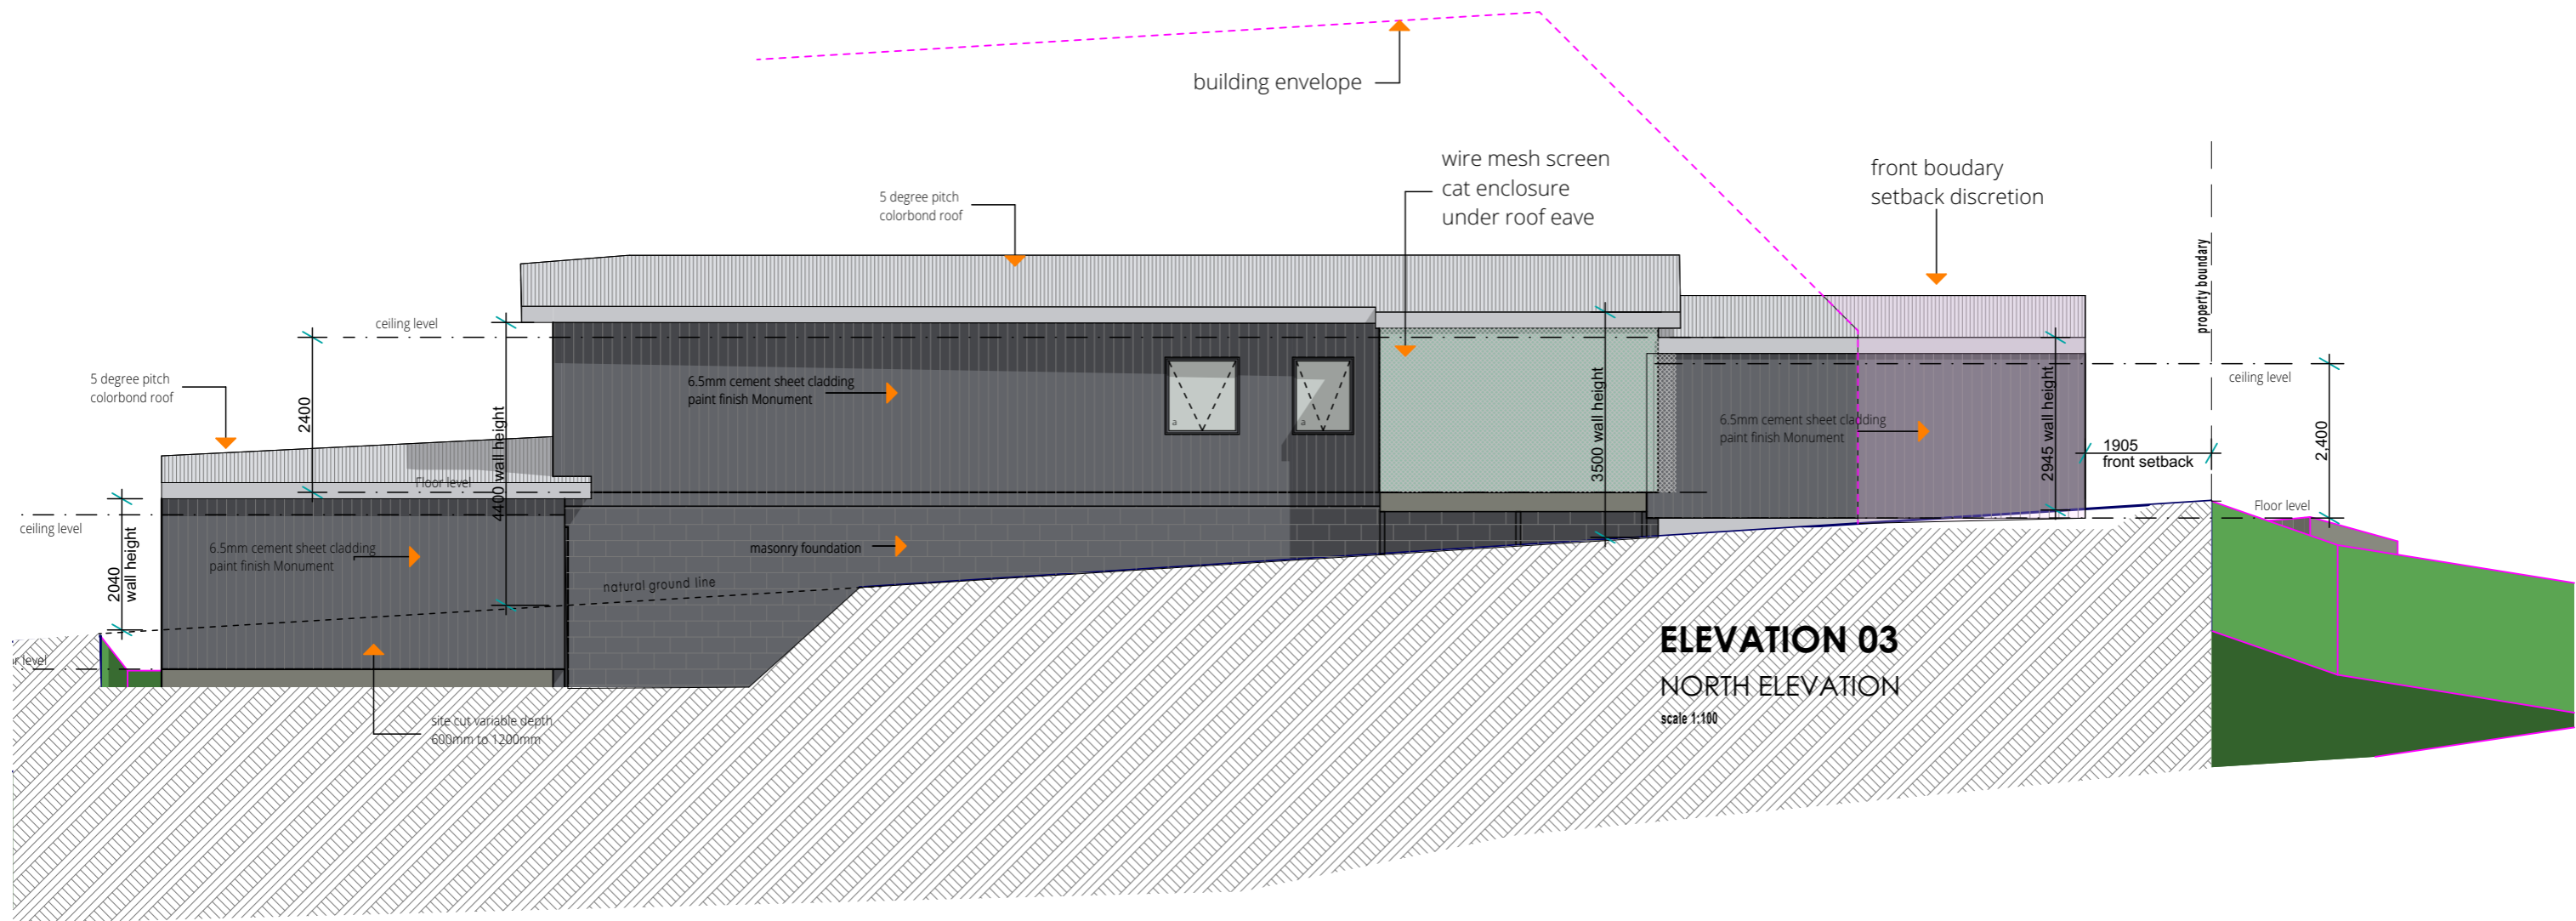 building envelope
wire mesh screen
cat enclosure
under roof eave
front boudary
setback discretion
property boundary
5 degree pitch
colorbond roof
ceiling level
5 degree pitch
colorbond roof
2400
4400 wall height
6.5mm cement sheet cladding
paint finish Monument
a
a
3500 wall height
6.5mm cement sheet cladding
paint finish Monument
2945 wall height
1905
front setback
ceiling level
2,400
Floor level
Floor level
ceiling level
2040
wall height
6.5mm cement sheet cladding
paint finish Monument
masonry foundation
natural ground line
r level
site cut variable depth
600mm to 1200mm
ELEVATION 03
NORTH ELEVATION
scale 1:100